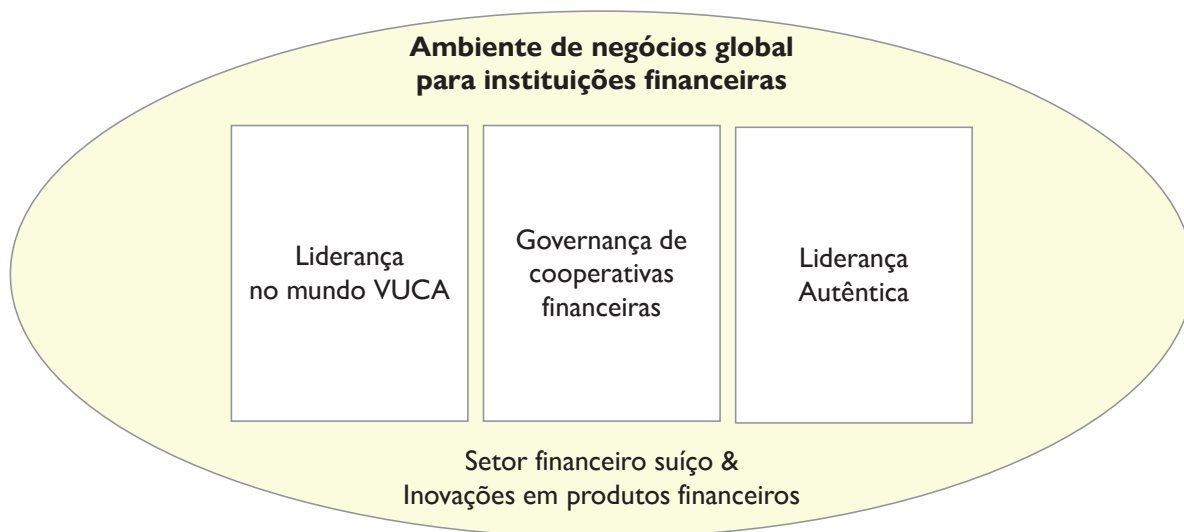 Ambiente de negócios global
para instituições financeiras
Liderança
no mundo VUCA
Governança de
cooperativas
financeiras
Liderança
Autêntica
Setor financeiro suíço &
Inovações em produtos financeiros